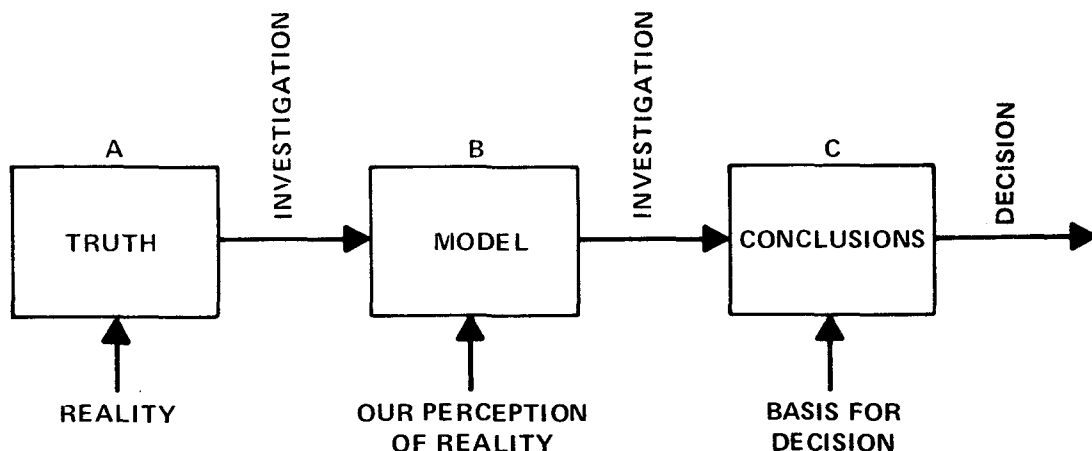 A
TRUTH
REALITY
INVESTIGATION
B
MODEL
OUR PERCEPTION
OF REALITY
INVESTIGATION
C
CONCLUSIONS
BASIS FOR
DECISION
DECISION